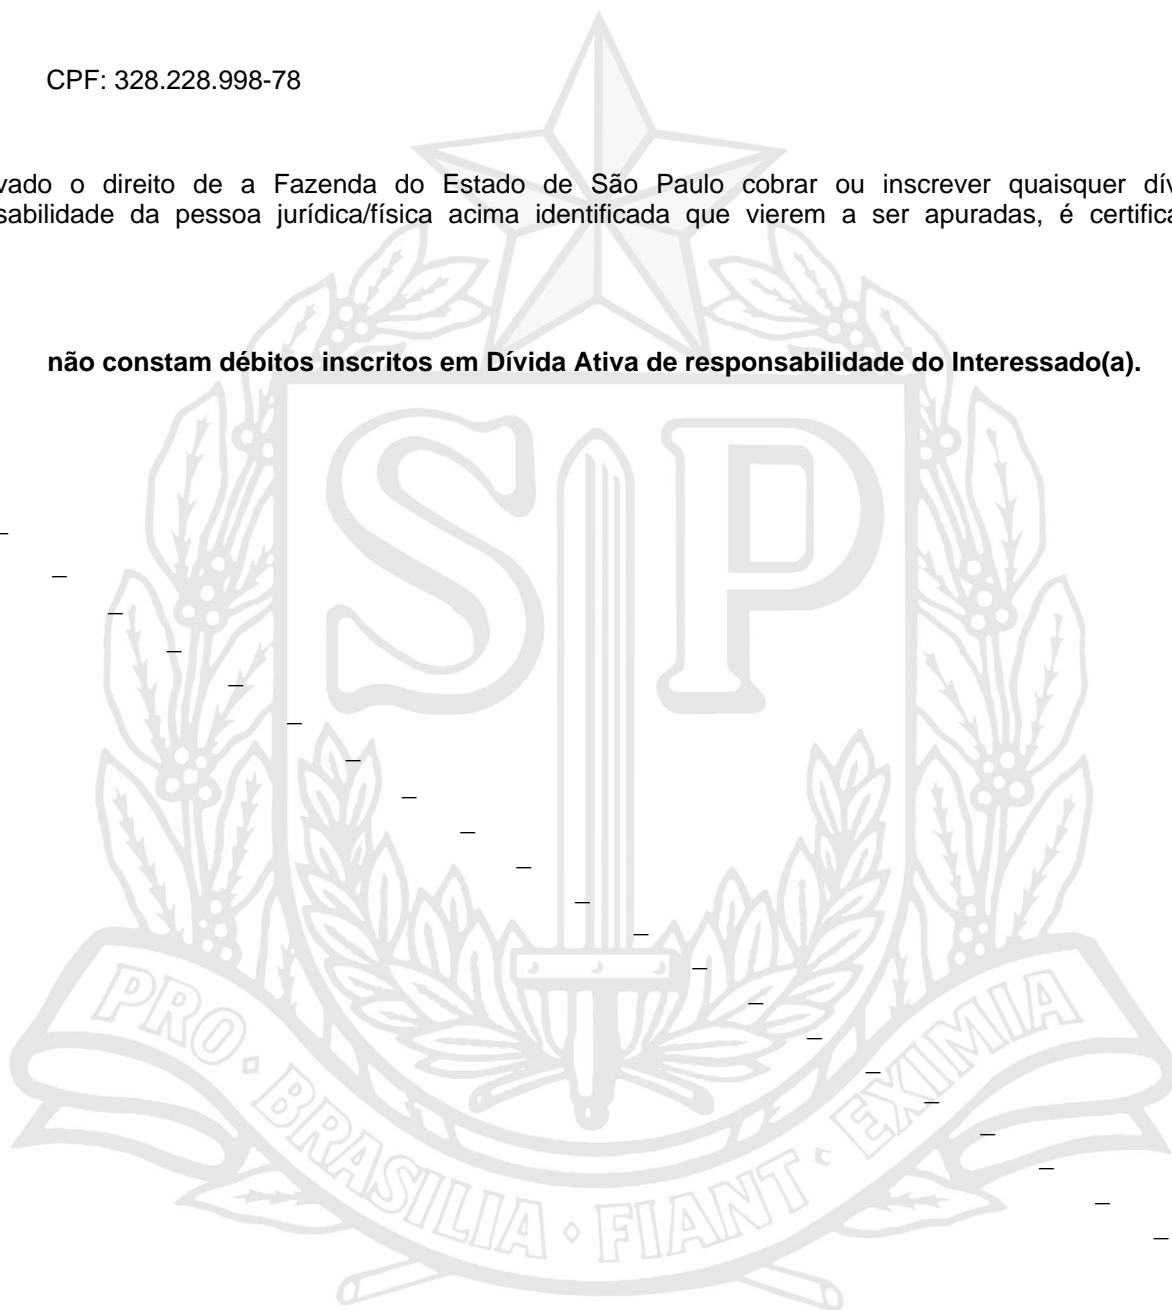 CPF: 328.228.998-78
vado o direito de a Fazenda do Estado de São Paulo cobrar ou inscrever quaisquer dív
sabilidade da pessoa jurídica/física acima identificada que vierem a ser apuradas, é certifica
não constam débitos inscritos em Dívida Ativa de responsabilidade do Interessado(a).
SP
PRO • BRASILIA • FIANT • EXIMIA